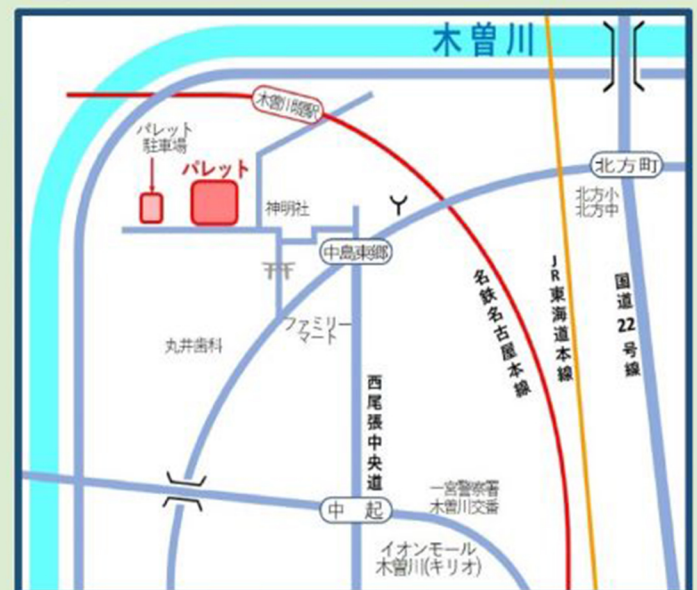 木曽川
木曽川堤駅
パレット
駐車場
パレット
神明社
北方町
北方小
北方中
中島東郷
ファミリー
マート
丸井歯科
名鉄名古屋本線
JR東海道本線
国道22号線
西尾張中央道
中 起
一宮警察署
木曽川交番
イオンモール
木曽川(キリオ)